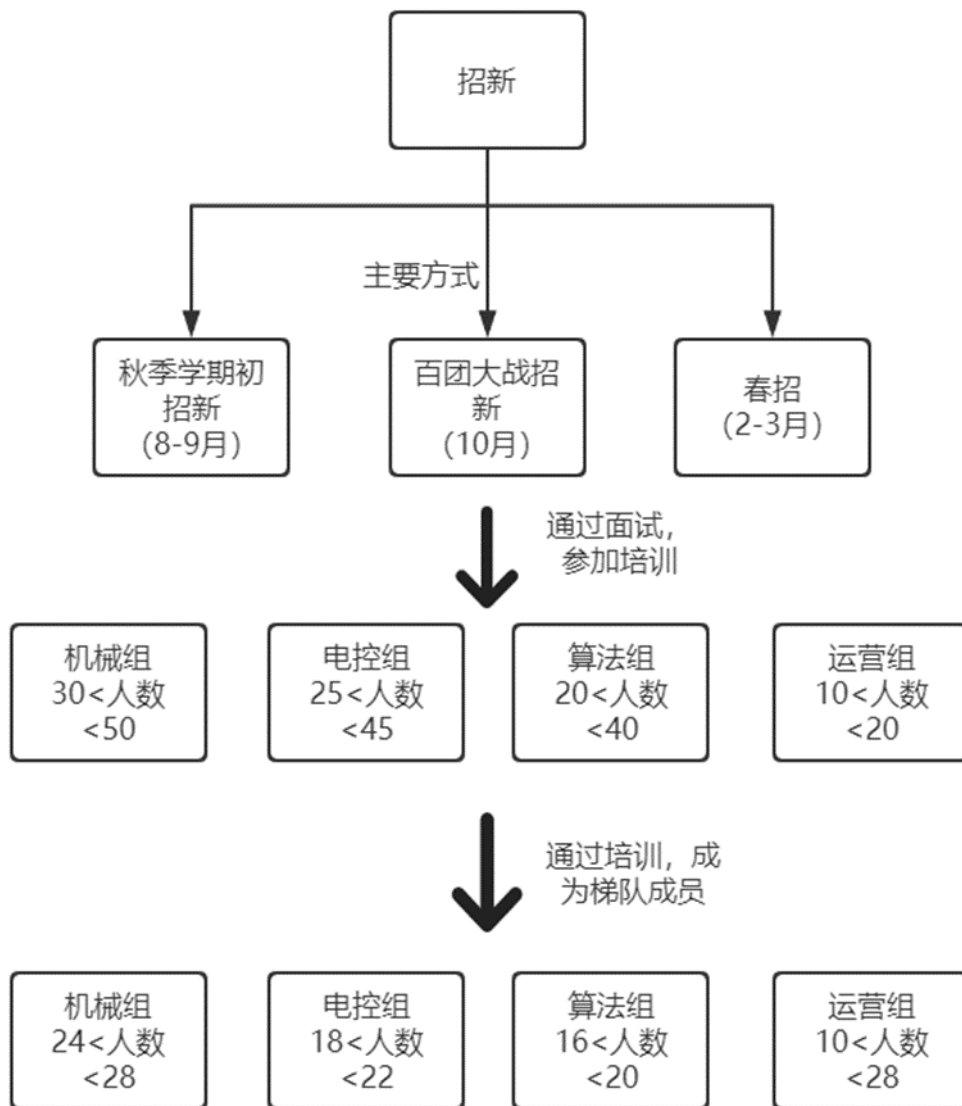 招新
主要方式
秋季学期初
招新
（8-9月）
百团大战招
新
（10月）
春招
（2-3月）
通过面试，
参加培训
机械组
30<人数
<50
电控组
25<人数
<45
算法组
20<人数
<40
运营组
10<人数
<20
通过培训，成
为梯队成员
机械组
24<人数
<28
电控组
18<人数
<22
算法组
16<人数
<20
运营组
10<人数
<28